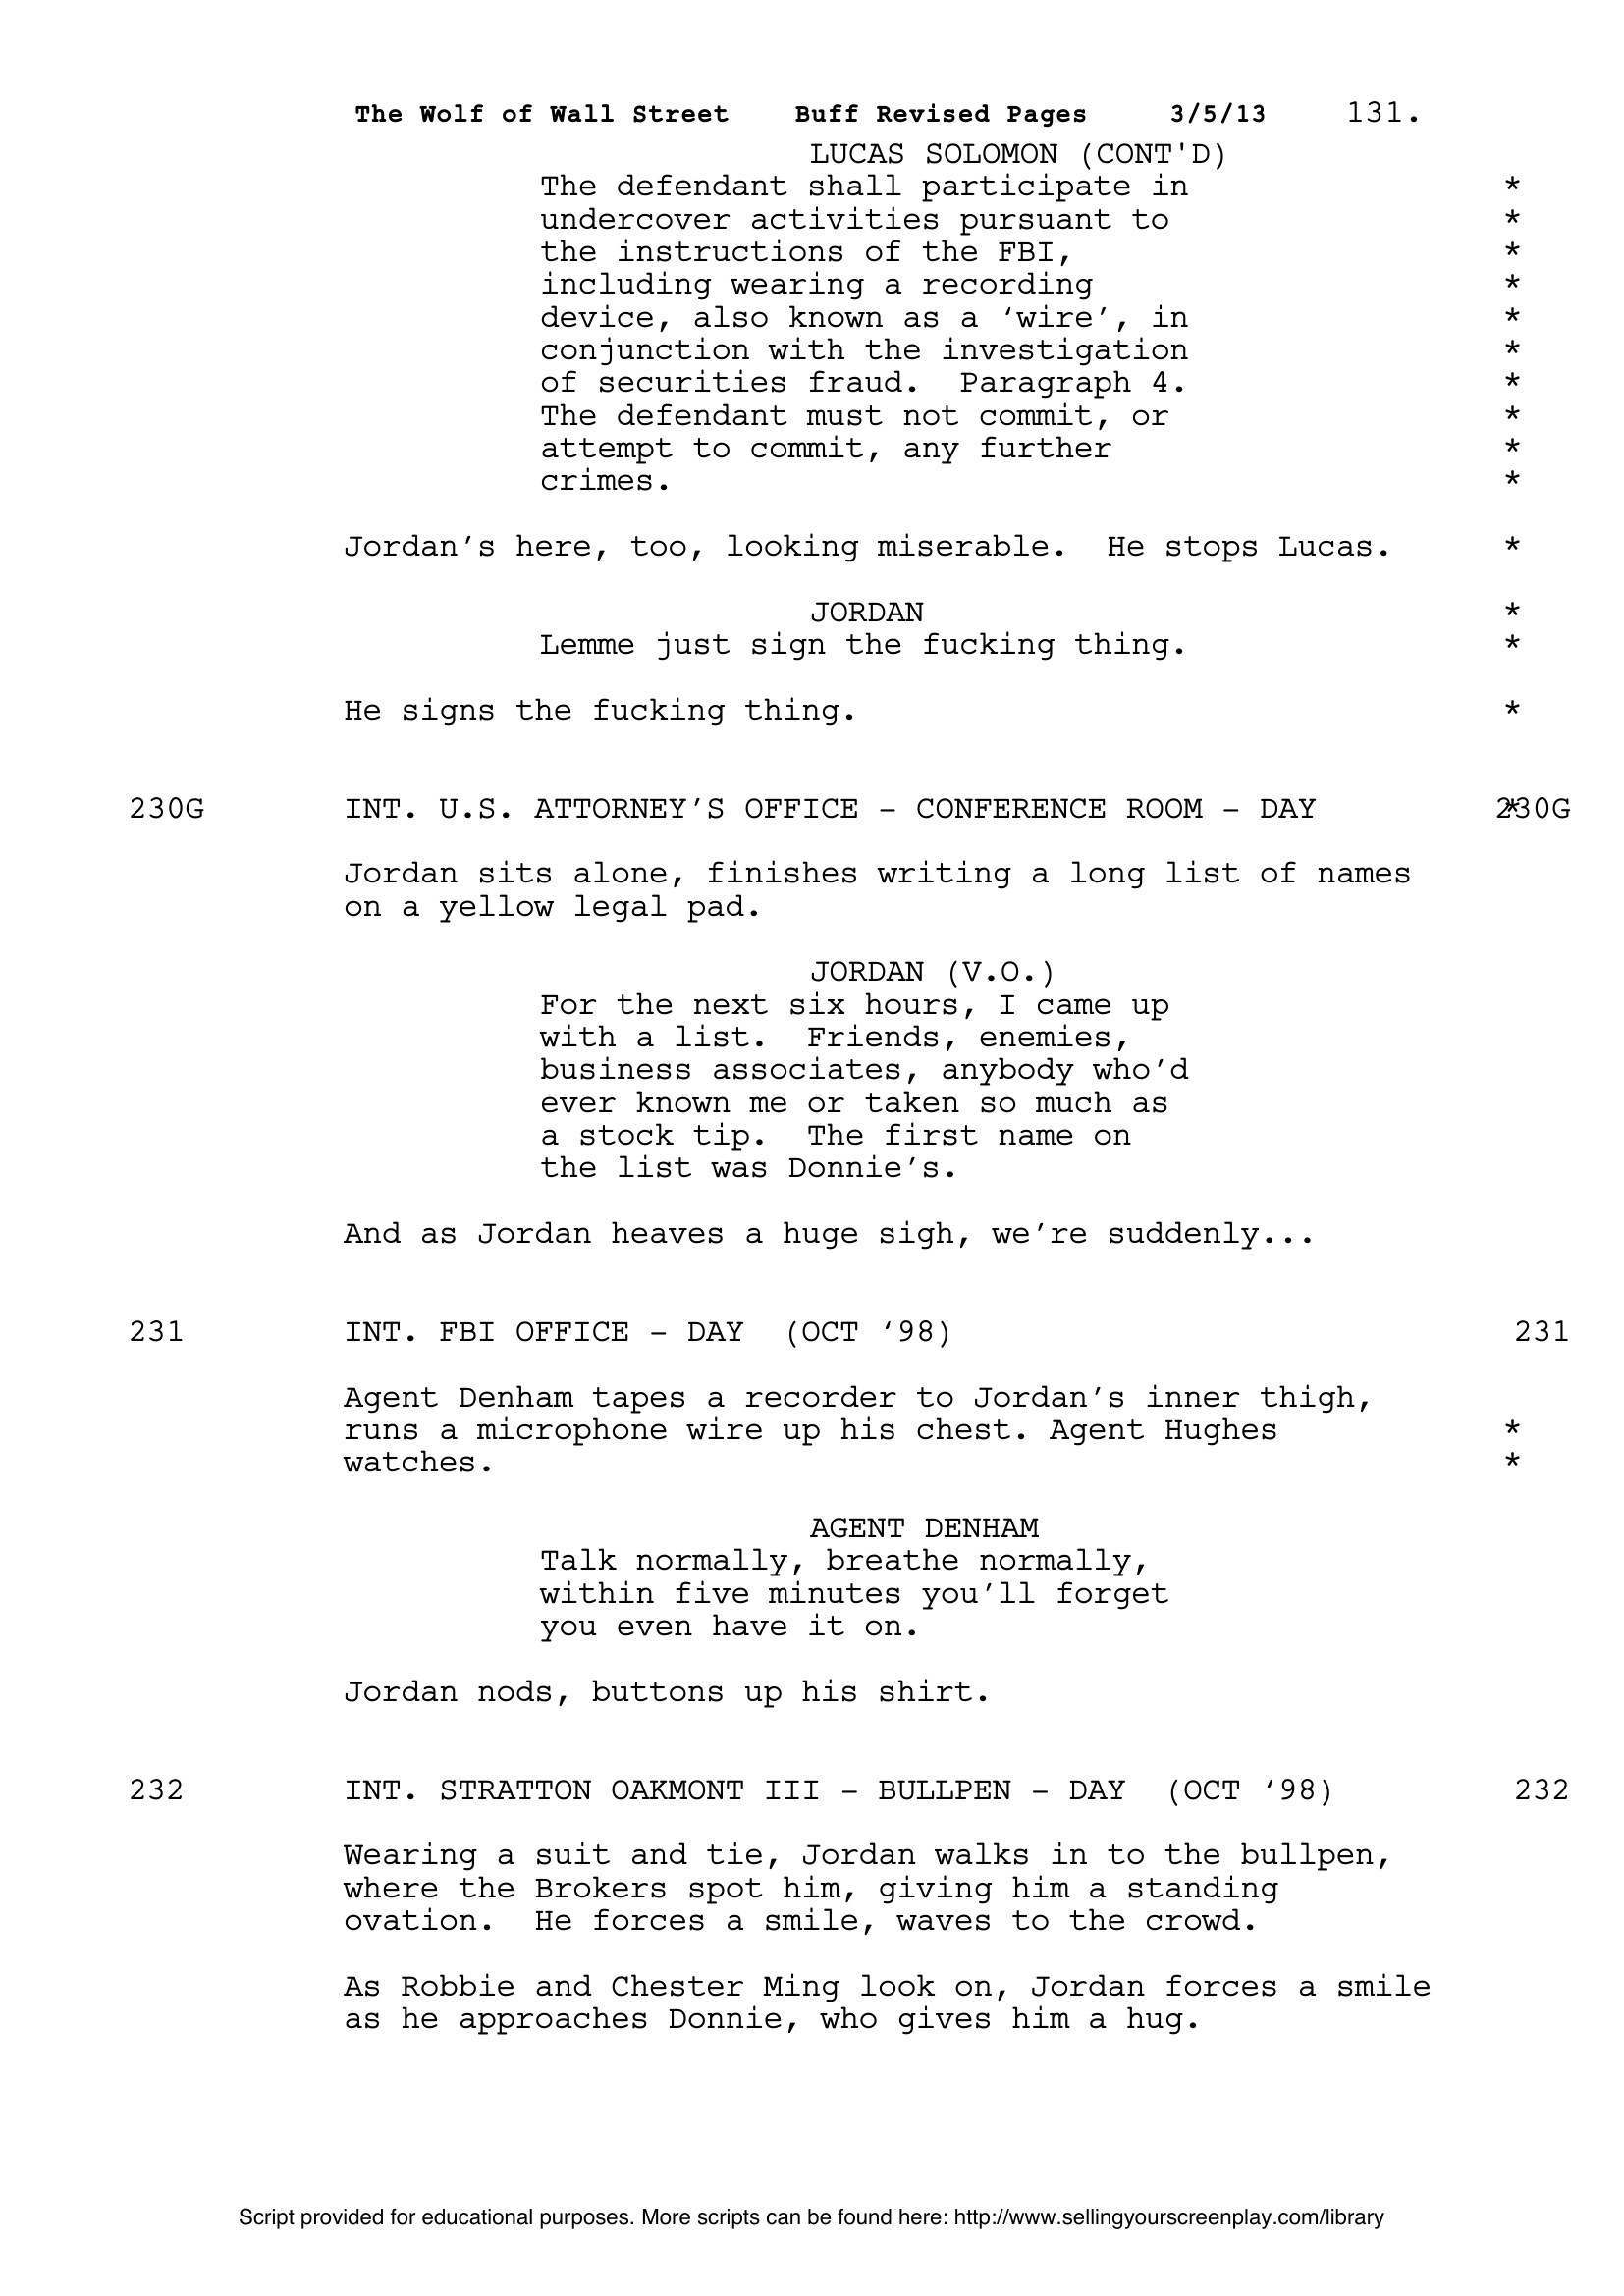 The Wolf of Wall Street    Buff Revised Pages    3/5/13    131.
LUCAS SOLOMON (CONT'D)
The defendant shall participate in *
undercover activities pursuant to *
the instructions of the FBI, *
including wearing a recording *
device, also known as a ‘wire’, in *
conjunction with the investigation *
of securities fraud.  Paragraph 4. *
The defendant must not commit, or *
attempt to commit, any further *
crimes. *
Jordan’s here, too, looking miserable.  He stops Lucas. *
JORDAN *
Lemme just sign the fucking thing. *
He signs the fucking thing. *
230G INT. U.S. ATTORNEY’S OFFICE – CONFERENCE ROOM – DAY * 230G
Jordan sits alone, finishes writing a long list of names
on a yellow legal pad.
JORDAN (V.O.)
For the next six hours, I came up
with a list.  Friends, enemies,
business associates, anybody who’d
ever known me or taken so much as
a stock tip.  The first name on
the list was Donnie’s.
And as Jordan heaves a huge sigh, we’re suddenly...
231 INT. FBI OFFICE – DAY  (OCT ‘98) 231
Agent Denham tapes a recorder to Jordan’s inner thigh,
runs a microphone wire up his chest. Agent Hughes *
watches. *
AGENT DENHAM
Talk normally, breathe normally,
within five minutes you’ll forget
you even have it on.
Jordan nods, buttons up his shirt.
232 INT. STRATTON OAKMONT III – BULLPEN – DAY  (OCT ‘98) 232
Wearing a suit and tie, Jordan walks in to the bullpen,
where the Brokers spot him, giving him a standing
ovation.  He forces a smile, waves to the crowd.
As Robbie and Chester Ming look on, Jordan forces a smile
as he approaches Donnie, who gives him a hug.
Script provided for educational purposes. More scripts can be found here: http://www.sellingyourscreenplay.com/library